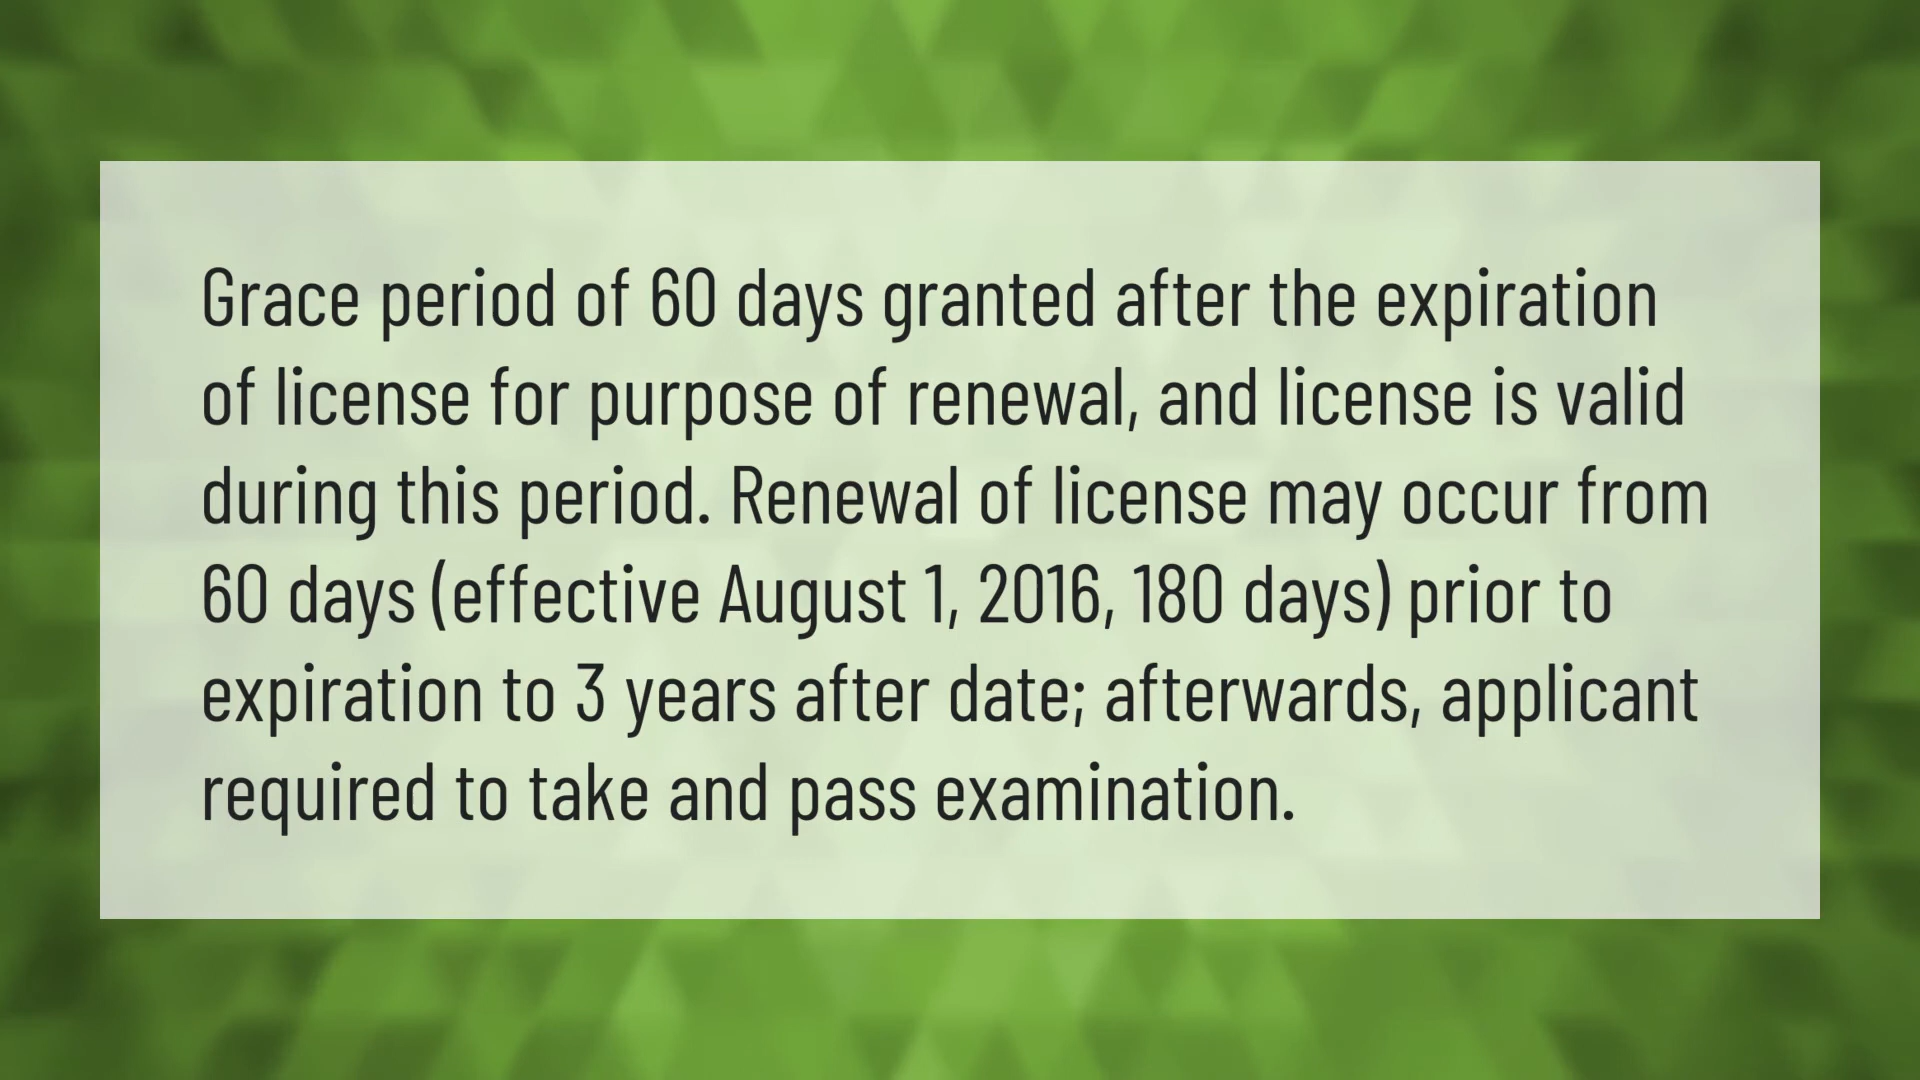 Grace period of 60 days granted after the expiration
of license for purpose of renewal, and license is valid
during this period. Renewal of license may occur from
60 days (effective August 1, 2016, 180 days) prior to
expiration to 3 years after date; afterwards, applicant
required to take and pass examination.